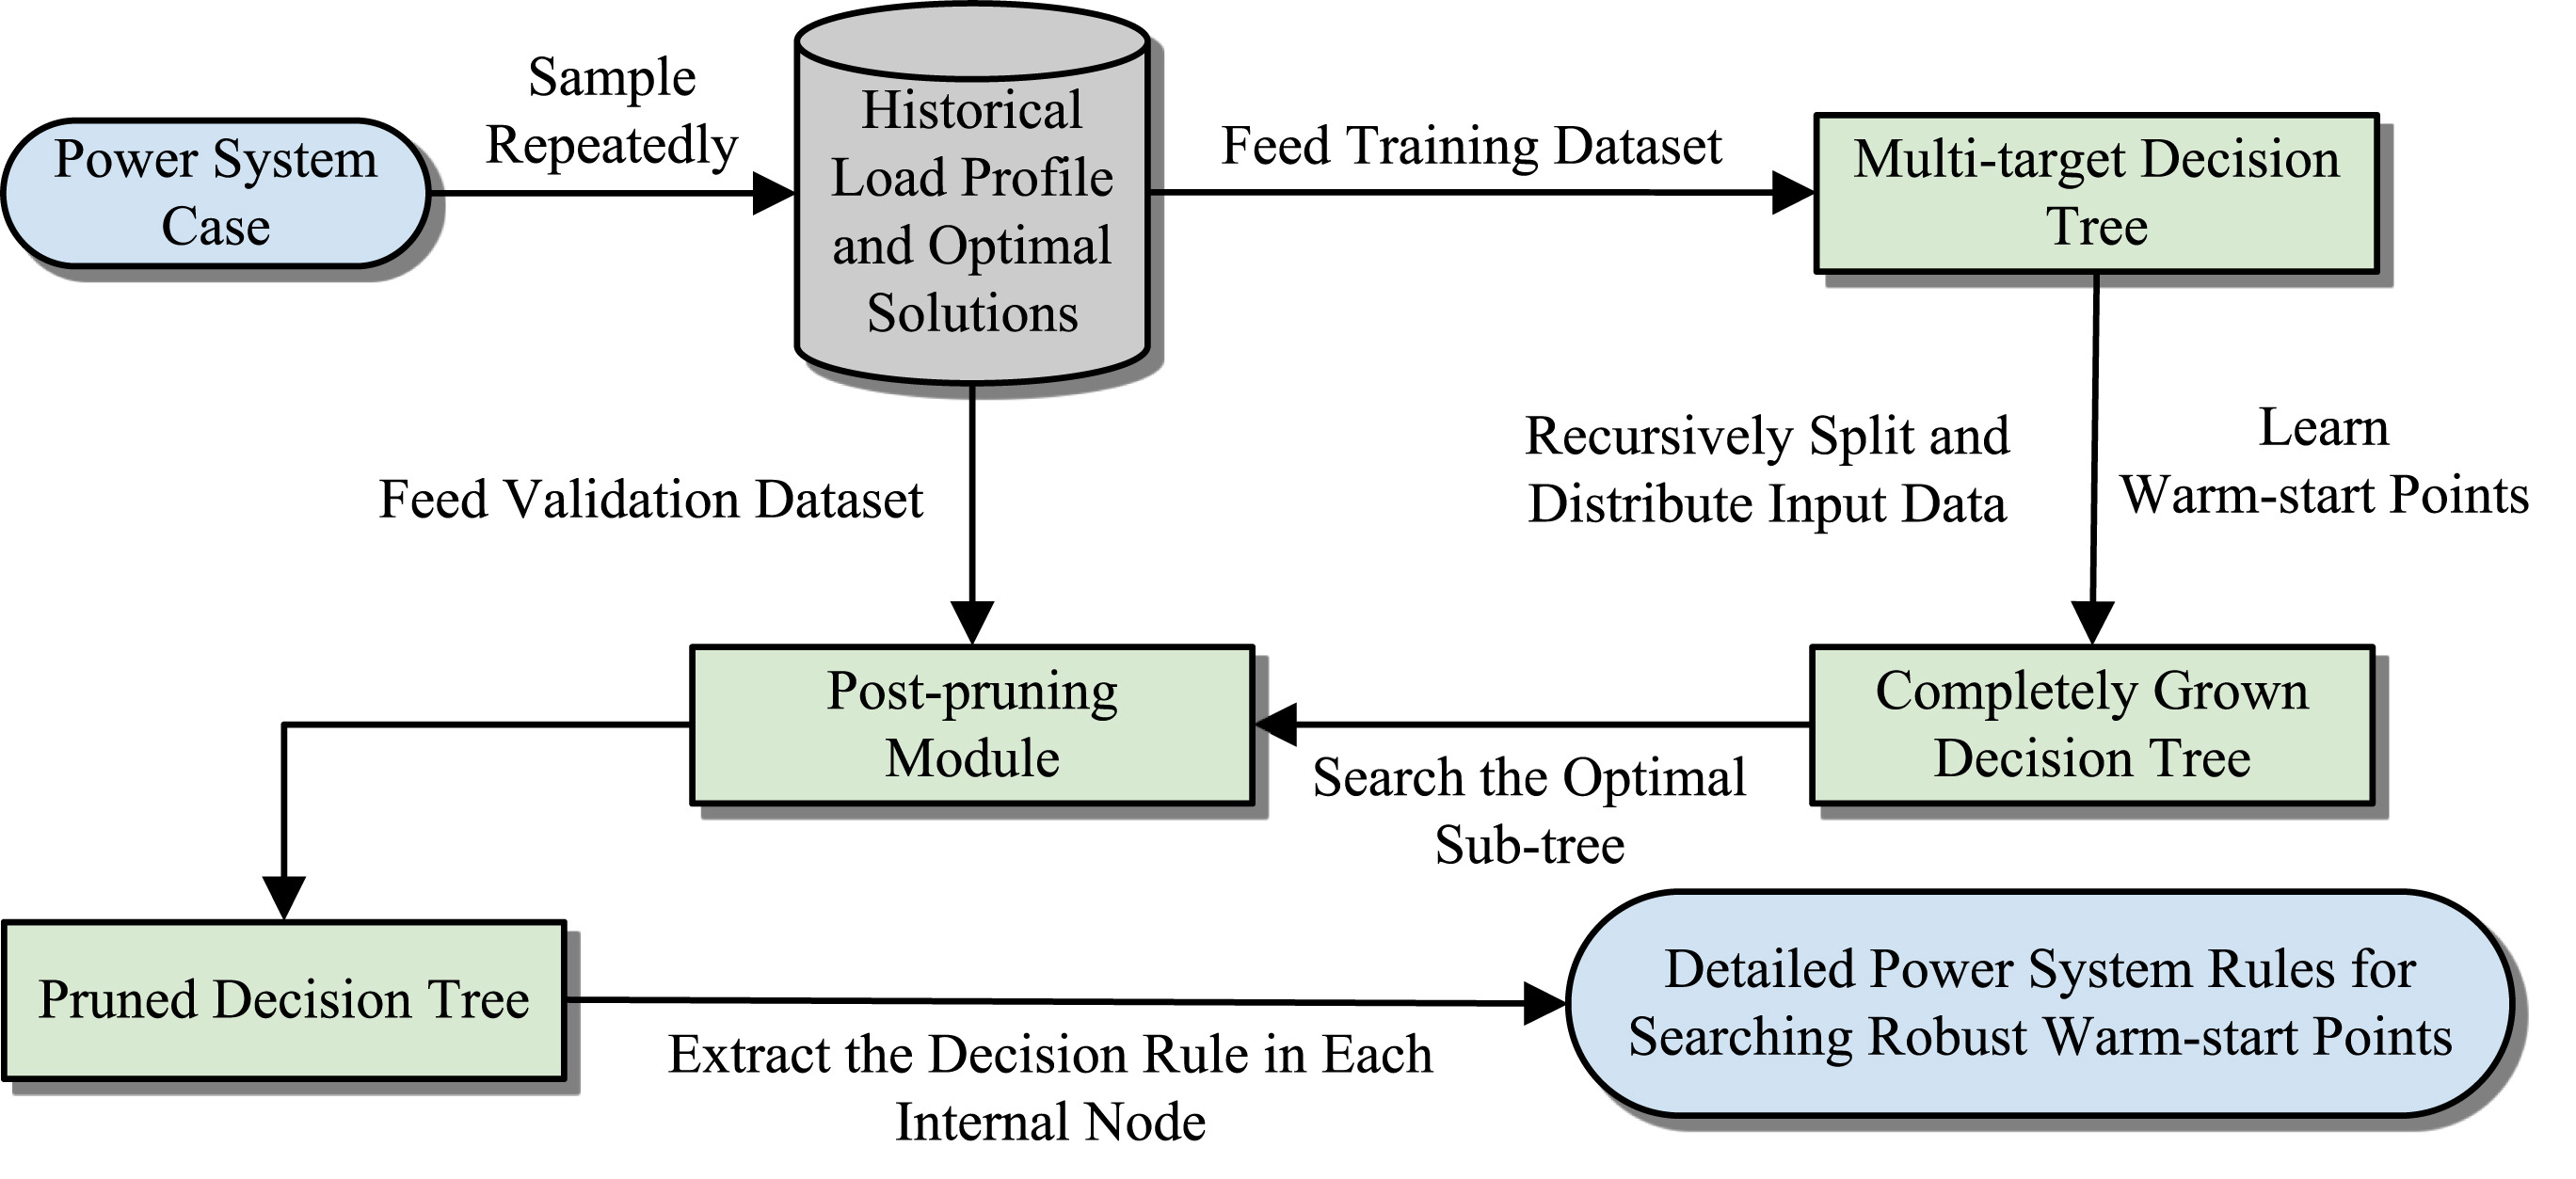 Power System
Case
Sample
Repeatedly
Historical
Load Profile
and Optimal
Solutions
Feed Training Dataset
Multi-target Decision
Tree
Recursively Split and
Distribute Input Data
Learn
Warm-start Points
Feed Validation Dataset
Completely Grown
Decision Tree
Search the Optimal
Sub-tree
Post-pruning
Module
Pruned Decision Tree
Extract the Decision Rule in Each
Internal Node
Detailed Power System Rules for
Searching Robust Warm-start Points